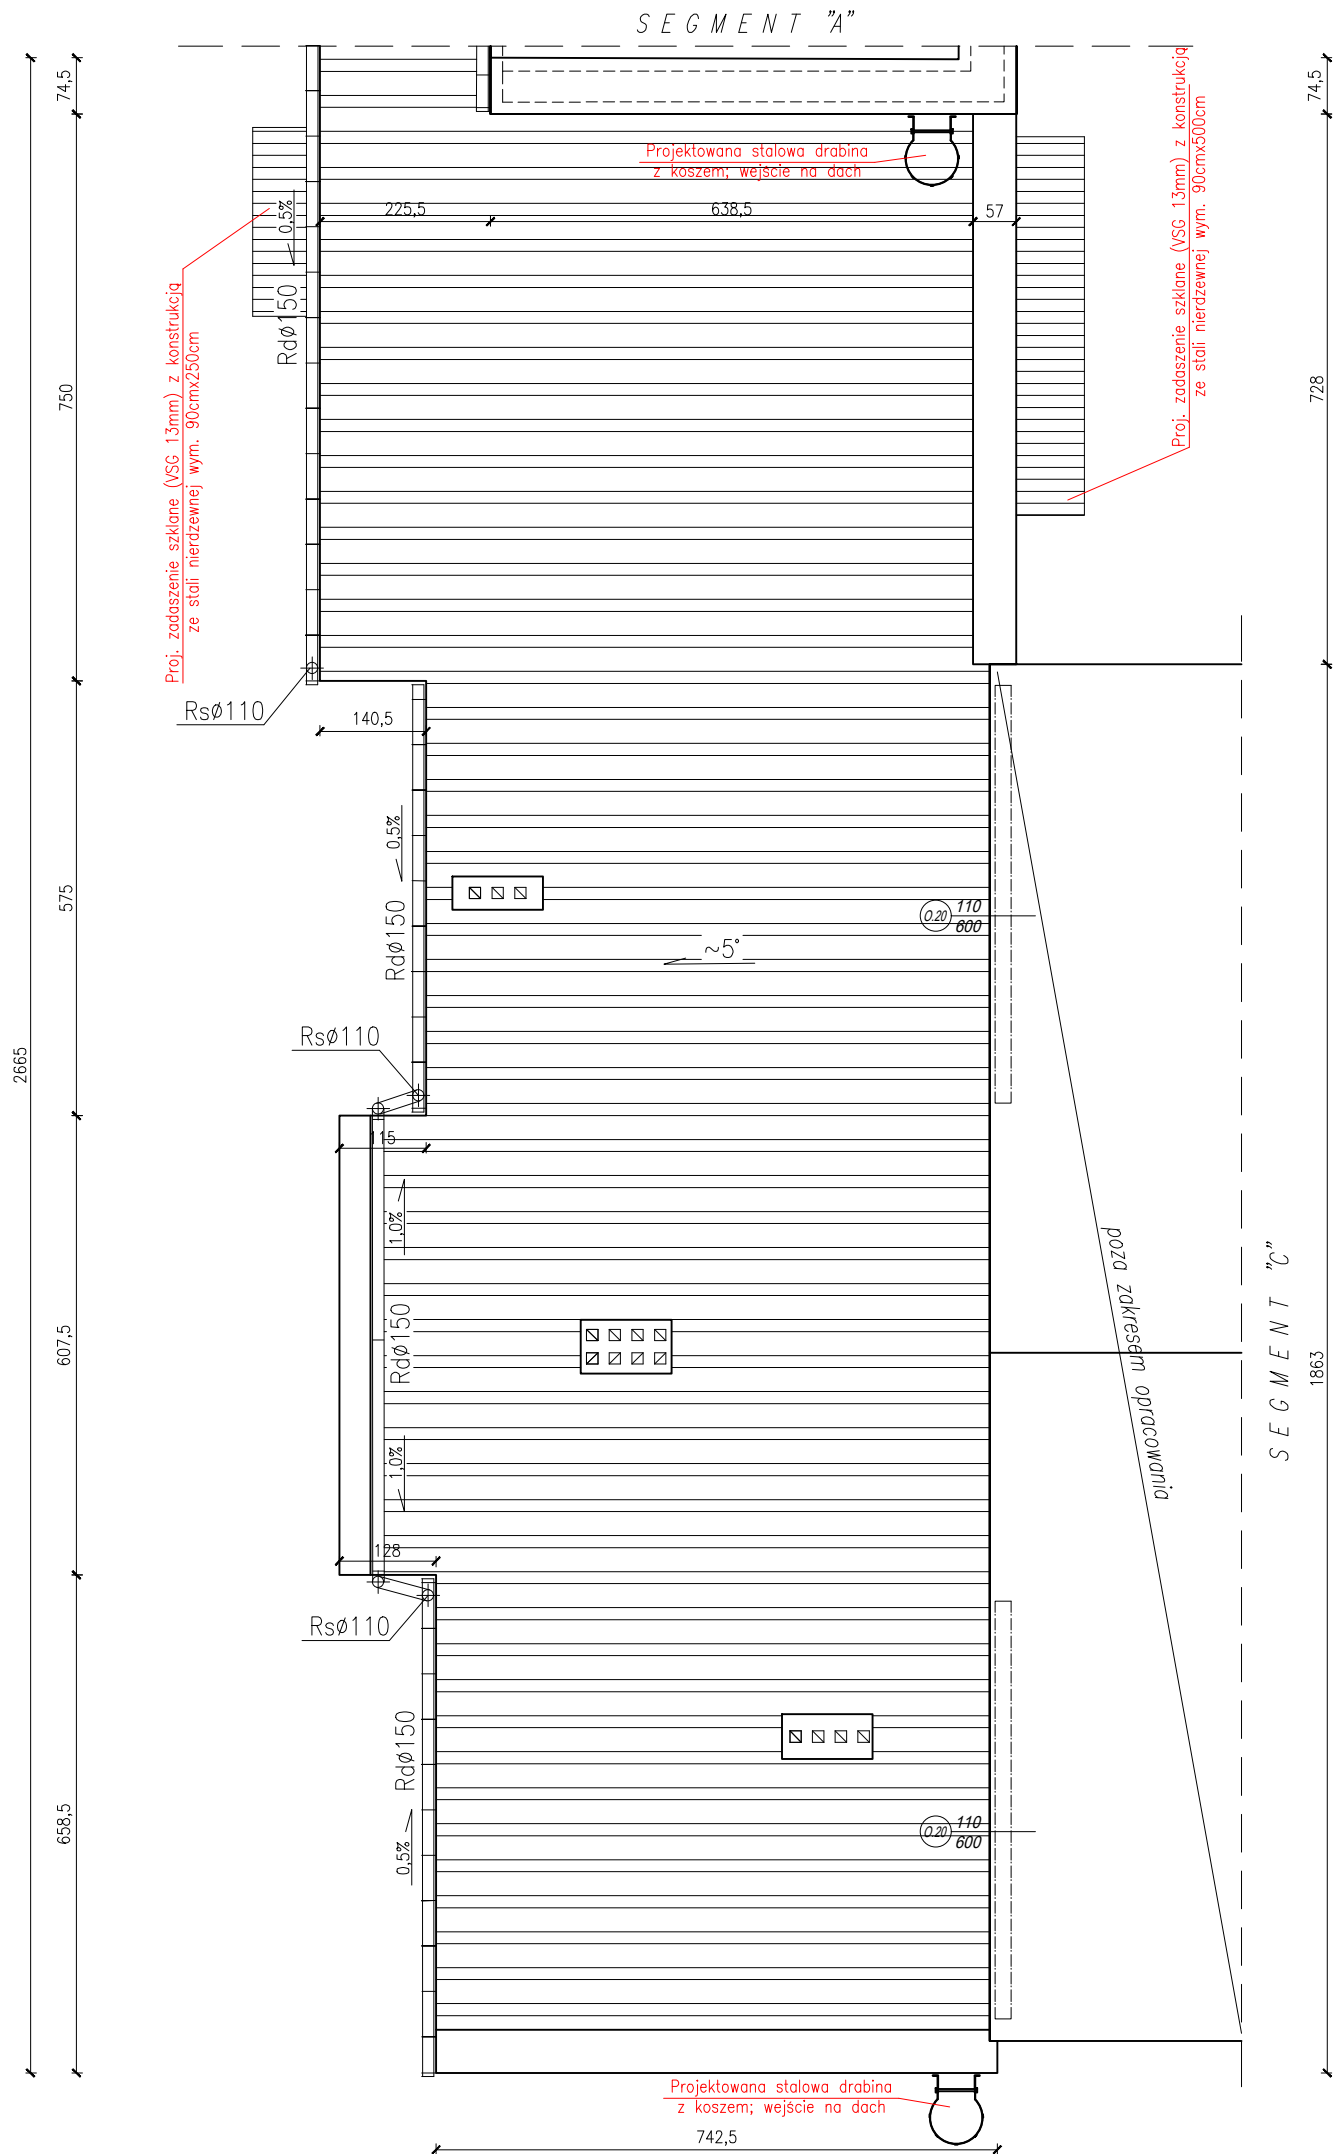 SEGMENT "A"
74,5
74,5
Projektowana stalowa drabina
z koszem; wejście na dach
225,5
638,5
57
0,5%
Rdø150
Proj. zadaszenie szklane (VSG 13mm) z konstrukcją
ze stali nierdzewnej wym. 90cmx250cm
Proj. zadaszenie szklane (VSG 13mm) z konstrukcją
ze stali nierdzewnej wym. 90cmx500cm
750
728
Rsø110
140,5
0,5%
Rdø150
575
0.20
110
600
~5°
Rsø110
2665
115
1,0%
Rdø150
607,5
1,0%
poza zakresem opracowania
SEGMENT "C"
1863
128
Rsø110
Rdø150
0,5%
658,5
0.20
110
600
Projektowana stalowa drabina
z koszem; wejście na dach
742,5